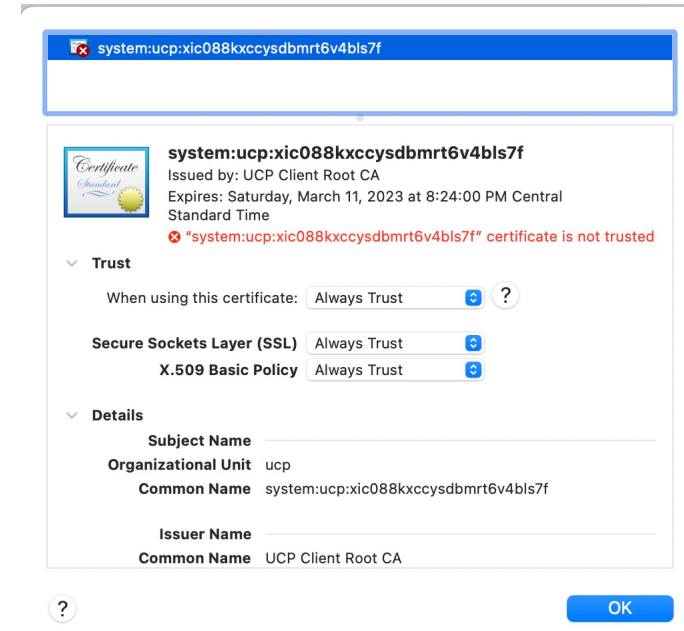 system:ucp:xic088kxccysdbmrt6v4bls7f
Certificate
Standard
system:ucp:xic088kxccysdbmrt6v4bls7f
Issued by: UCP Client Root CA
Expires: Saturday, March 11, 2023 at 8:24:00 PM Central
Standard Time
“system:ucp:xic088kxccysdbmrt6v4bls7f” certificate is not trusted
Trust
When using this certificate: Always Trust ?
Secure Sockets Layer (SSL) Always Trust
X.509 Basic Policy Always Trust
Details
Subject Name
Organizational Unit ucp
Common Name system:ucp:xic088kxccysdbmrt6v4bls7f
Issuer Name
Common Name UCP Client Root CA
? OK